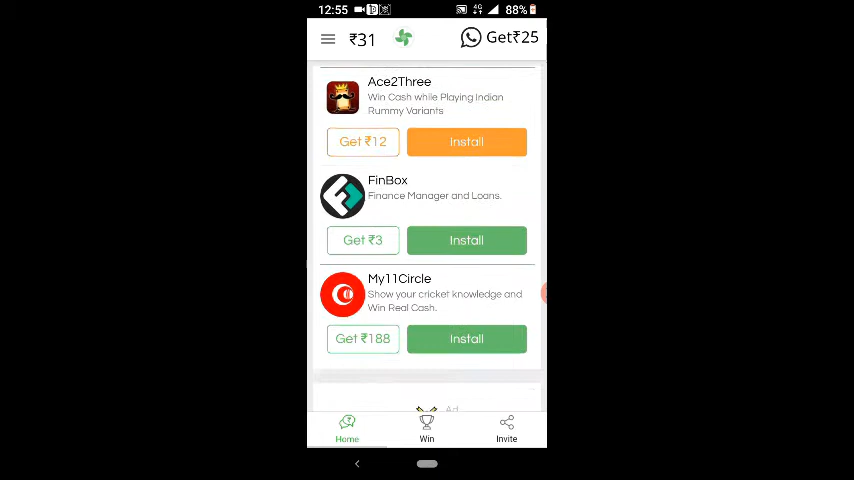 12:55 4G 88%
₹31 Get₹25
Ace2Three
Win Cash while Playing Indian
Rummy Variants
Get ₹12 Install
FinBox
Finance Manager and Loans.
Get ₹3 Install
My11Circle
Show your cricket knowledge and
Win Real Cash.
Get ₹188 Install
Ad
Home Win Invite